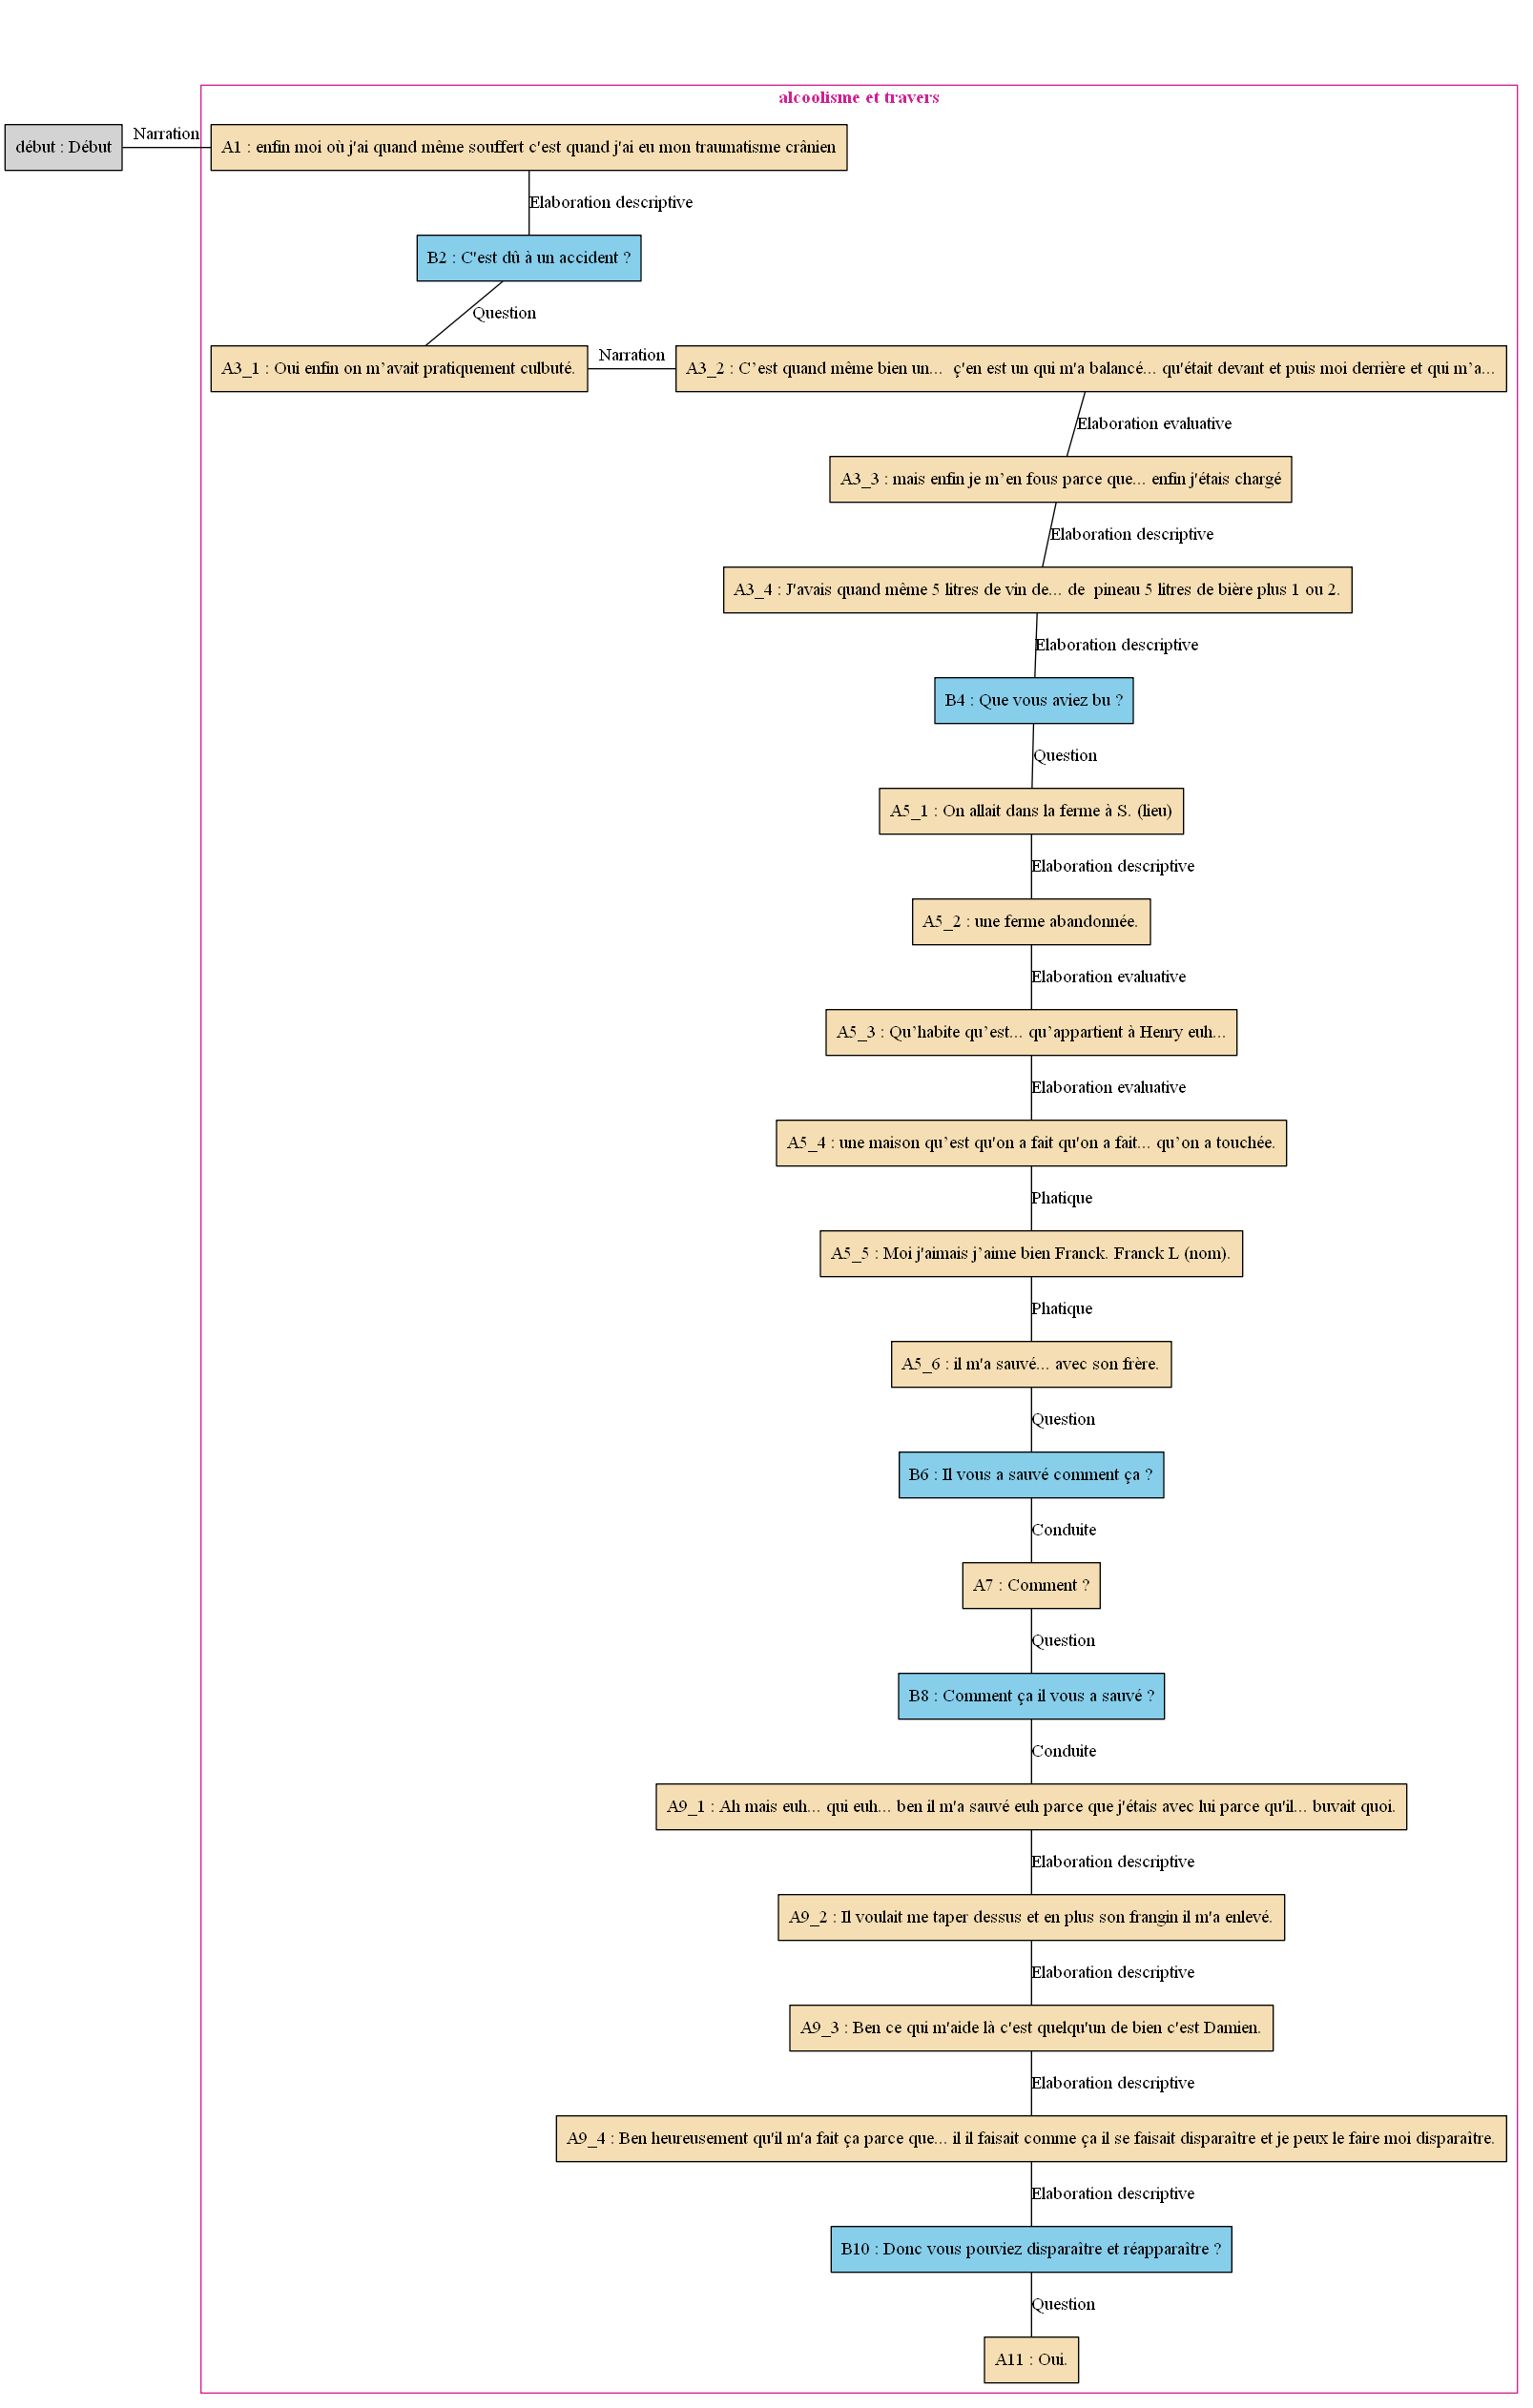 alcoolisme et travers
début : Début
Narration
A1 : enfin moi où j'ai quand même souffert c'est quand j'ai eu mon traumatisme crânien
Elaboration descriptive
B2 : C'est dû à un accident ?
Question
A3_1 : Oui enfin on m’avait pratiquement culbuté.
Narration
A3_2 : C’est quand même bien un...  ç'en est un qui m'a balancé... qu'était devant et puis moi derrière et qui m’a...
Elaboration evaluative
A3_3 : mais enfin je m’en fous parce que... enfin j'étais chargé
Elaboration descriptive
A3_4 : J'avais quand même 5 litres de vin de... de  pineau 5 litres de bière plus 1 ou 2.
Elaboration descriptive
B4 : Que vous aviez bu ?
Question
A5_1 : On allait dans la ferme à S. (lieu)
Elaboration descriptive
A5_2 : une ferme abandonnée.
Elaboration evaluative
A5_3 : Qu’habite qu’est... qu’appartient à Henry euh...
Elaboration evaluative
A5_4 : une maison qu’est qu'on a fait qu'on a fait... qu’on a touchée.
Phatique
A5_5 : Moi j'aimais j’aime bien Franck. Franck L (nom).
Phatique
A5_6 : il m'a sauvé... avec son frère.
Question
B6 : Il vous a sauvé comment ça ?
Conduite
A7 : Comment ?
Question
B8 : Comment ça il vous a sauvé ?
Conduite
A9_1 : Ah mais euh... qui euh... ben il m'a sauvé euh parce que j'étais avec lui parce qu'il... buvait quoi.
Elaboration descriptive
A9_2 : Il voulait me taper dessus et en plus son frangin il m'a enlevé.
Elaboration descriptive
A9_3 : Ben ce qui m'aide là c'est quelqu'un de bien c'est Damien.
Elaboration descriptive
A9_4 : Ben heureusement qu'il m'a fait ça parce que... il il faisait comme ça il se faisait disparaître et je peux le faire moi disparaître.
Elaboration descriptive
B10 : Donc vous pouviez disparaître et réapparaître ?
Question
A11 : Oui.